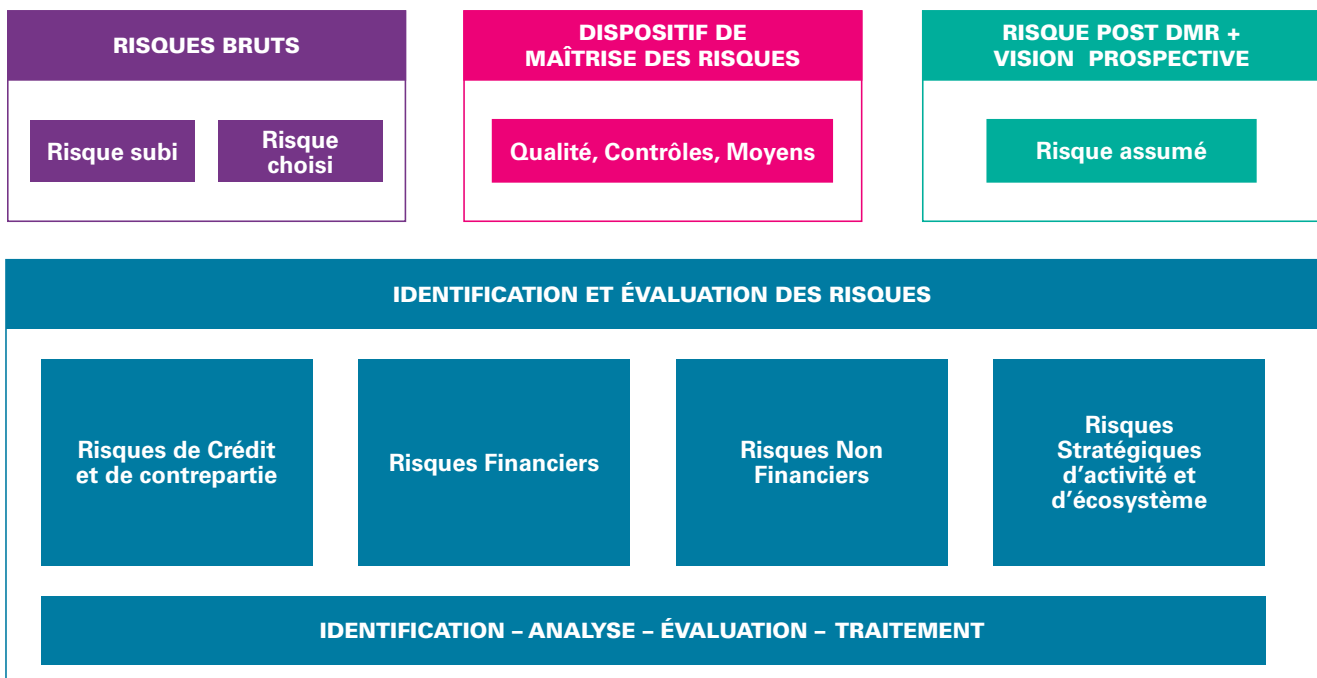 RISQUES BRUTS
Risque subi
Risque
choisi
DISPOSITIF DE
MAÎTRISE DES RISQUES
Qualité, Contrôles, Moyens
RISQUE POST DMR +
VISION PROSPECTIVE
Risque assumé
IDENTIFICATION ET ÉVALUATION DES RISQUES
Risques de Crédit
et de contrepartie
Risques Financiers
Risques Non
Financiers
Risques
Stratégiques
d'activité et
d'écosystème
IDENTIFICATION – ANALYSE – ÉVALUATION – TRAITEMENT